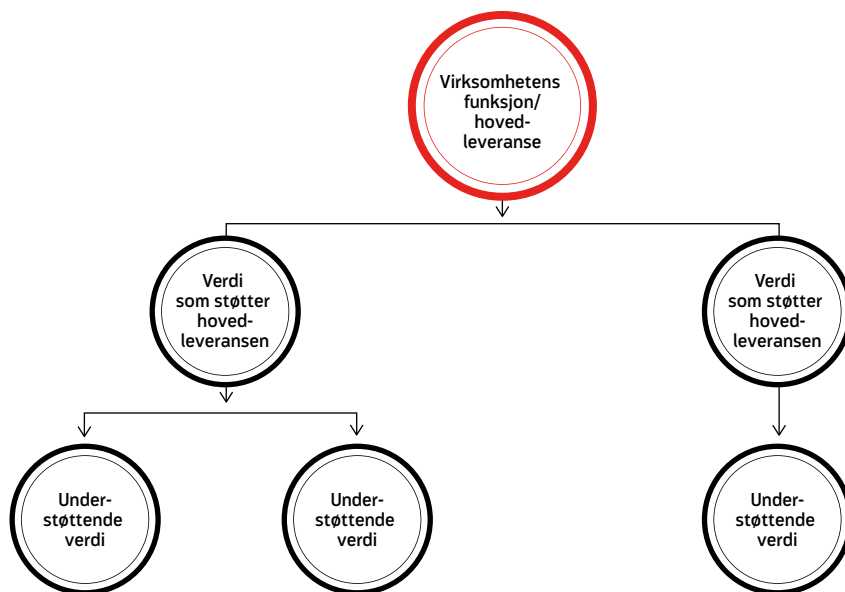 Virksomhetens
funksjon/
hoved-
leveranse
Verdi
som støtter
hoved-
leveransen
Verdi
som støtter
hoved-
leveransen
Under-
støttende
verdi
Under-
støttende
verdi
Under-
støttende
verdi